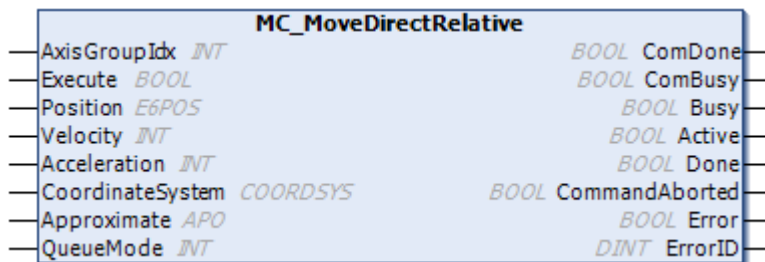 MC_MoveDirectRelative
AxisGroupIdx INT BOOL ComDone
Execute BOOL BOOL ComBusy
Position E6POS BOOL Busy
Velocity INT BOOL Active
Acceleration INT BOOL Done
CoordinateSystem COORDSYS BOOL CommandAborted
Approximate APO BOOL Error
QueueMode INT DINT ErrorID